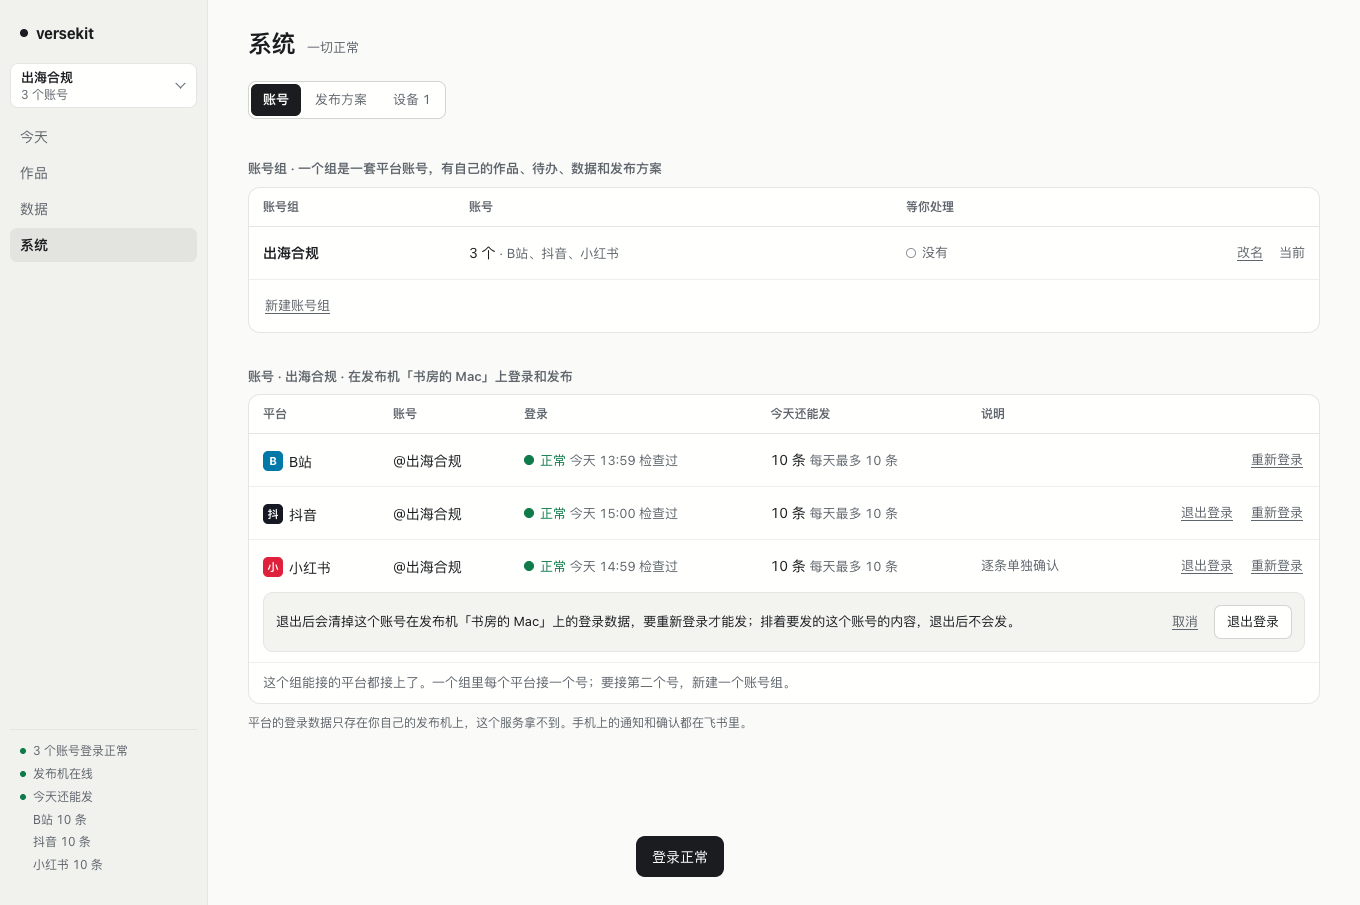 versekit
出海合规
3 个账号
今天
作品
数据
系统
3 个账号登录正常
发布机在线
今天还能发
B站 10 条
抖音 10 条
小红书 10 条
系统 一切正常
账号 发布方案 设备 1
账号组 · 一个组是一套平台账号，有自己的作品、待办、数据和发布方案
账号组 账号 等你处理
出海合规 3 个 · B站、抖音、小红书 没有 改名 当前
新建账号组
账号 · 出海合规 · 在发布机「书房的 Mac」上登录和发布
平台 账号 登录 今天还能发 说明
B B站 @出海合规 正常 今天 13:59 检查过 10 条 每天最多 10 条 重新登录
抖 抖音 @出海合规 正常 今天 15:00 检查过 10 条 每天最多 10 条 退出登录 重新登录
小 小红书 @出海合规 正常 今天 14:59 检查过 10 条 每天最多 10 条 逐条单独确认 退出登录 重新登录
退出后会清掉这个账号在发布机「书房的 Mac」上的登录数据，要重新登录才能发；排着要发的这个账号的内容，退出后不会发。 取消 退出登录
这个组能接的平台都接上了。一个组里每个平台接一个号；要接第二个号，新建一个账号组。
平台的登录数据只存在你自己的发布机上，这个服务拿不到。手机上的通知和确认都在飞书里。
登录正常